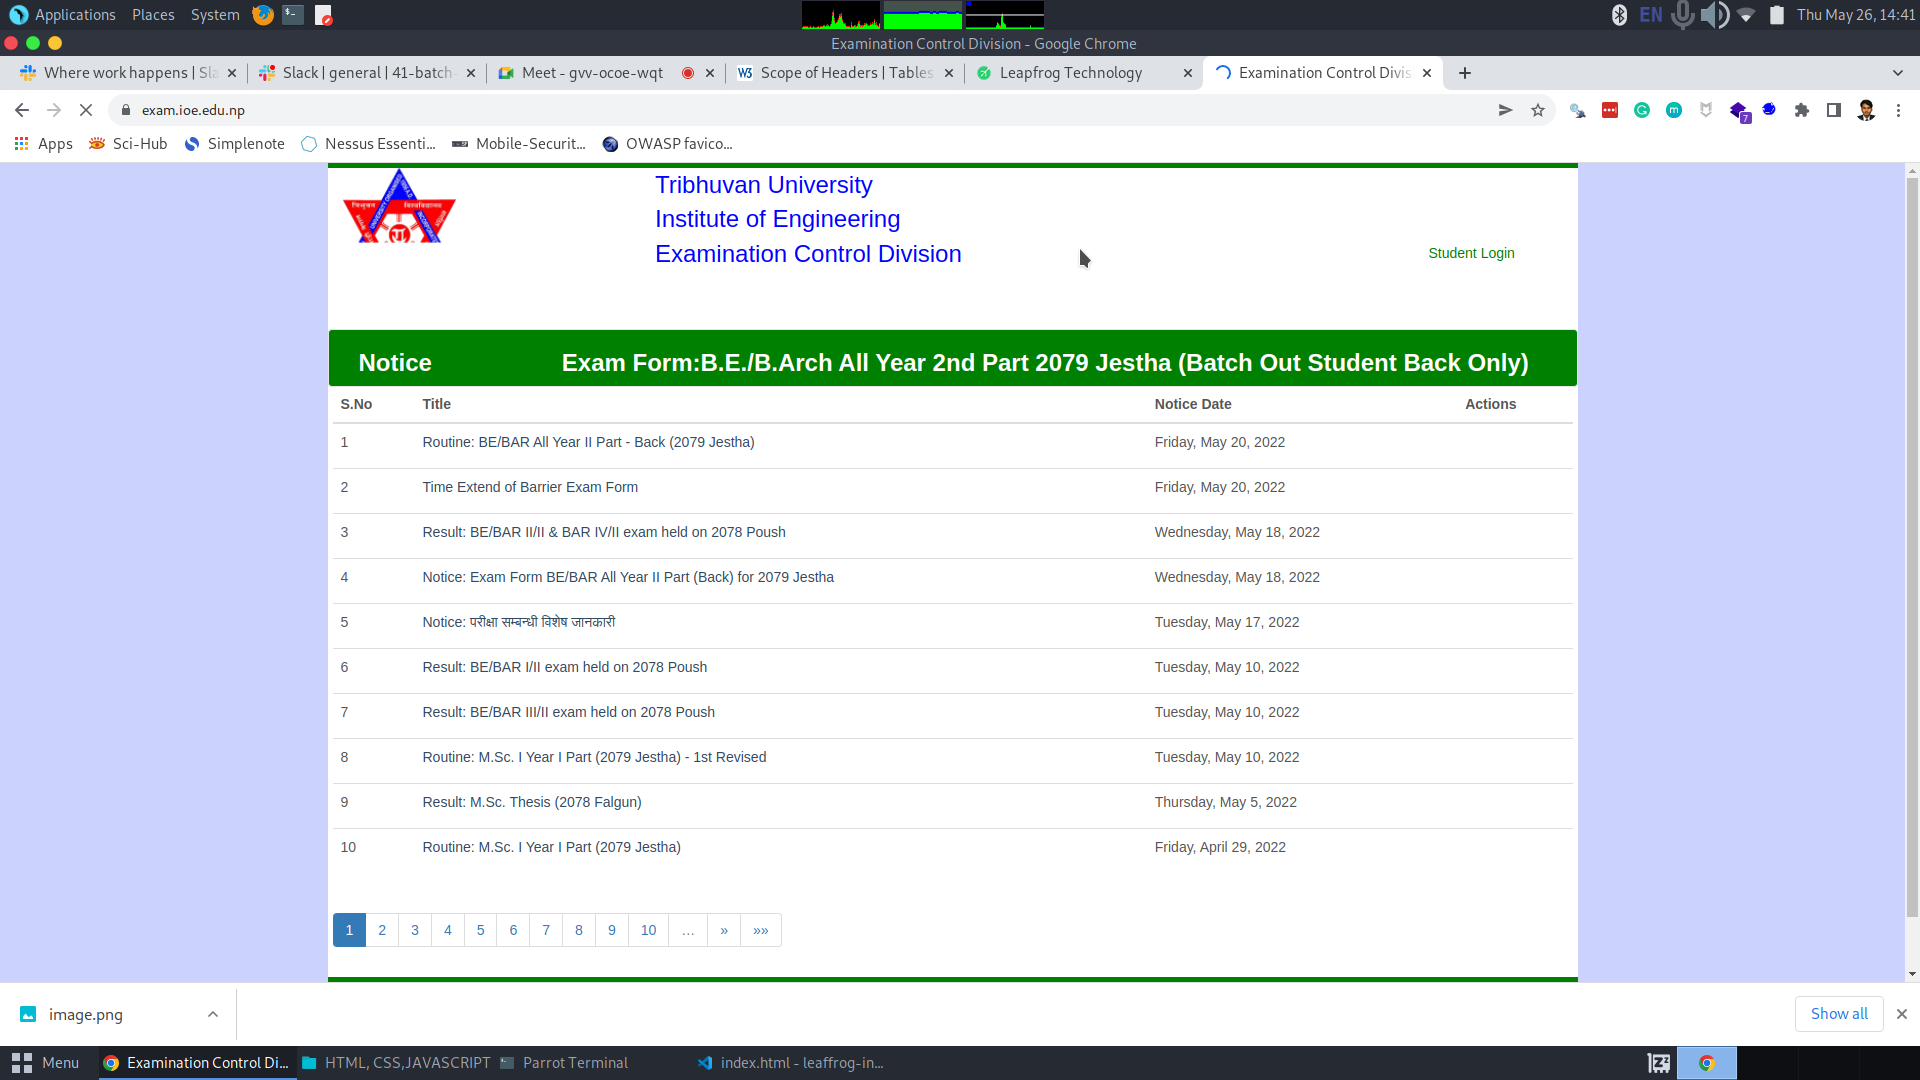 Applications Places System EN Thu May 26, 14:41
Examination Control Division - Google Chrome
Where work happens | Sla Slack | general | 41-batch- Meet - gvv-ocoe-wqt Scope of Headers | Tables Leapfrog Technology Examination Control Divis
exam.ioe.edu.np 7
Apps Sci-Hub Simplenote Nessus Essenti... Mobile-Securit... OWASP favico...
Tribhuvan University
Institute of Engineering
Examination Control Division
Student Login
Notice Exam Form:B.E./B.Arch All Year 2nd Part 2079 Jestha (Batch Out Student Back Only)
S.No Title Notice Date Actions
1 Routine: BE/BAR All Year II Part - Back (2079 Jestha) Friday, May 20, 2022
2 Time Extend of Barrier Exam Form Friday, May 20, 2022
3 Result: BE/BAR II/II & BAR IV/II exam held on 2078 Poush Wednesday, May 18, 2022
4 Notice: Exam Form BE/BAR All Year II Part (Back) for 2079 Jestha Wednesday, May 18, 2022
5 Notice: परीक्षा सम्बन्धी विशेष जानकारी Tuesday, May 17, 2022
6 Result: BE/BAR I/II exam held on 2078 Poush Tuesday, May 10, 2022
7 Result: BE/BAR III/II exam held on 2078 Poush Tuesday, May 10, 2022
8 Routine: M.Sc. I Year I Part (2079 Jestha) - 1st Revised Tuesday, May 10, 2022
9 Result: M.Sc. Thesis (2078 Falgun) Thursday, May 5, 2022
10 Routine: M.Sc. I Year I Part (2079 Jestha) Friday, April 29, 2022
1 2 3 4 5 6 7 8 9 10 ... » »»
image.png Show all
Menu Examination Control Di... HTML, CSS,JAVASCRIPT Parrot Terminal index.html - leaffrog-in...